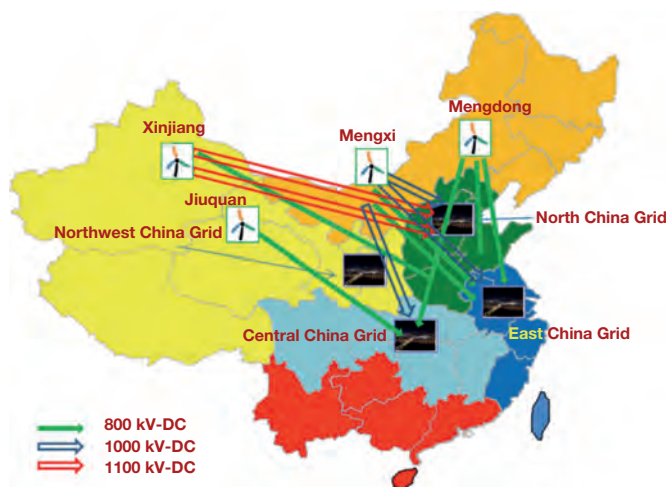 Mengdong
Xinjiang
Mengxi
Jiuquan
North China Grid
Northwest China Grid
East China Grid
Central China Grid
800 kV-DC
1000 kV-DC
1100 kV-DC